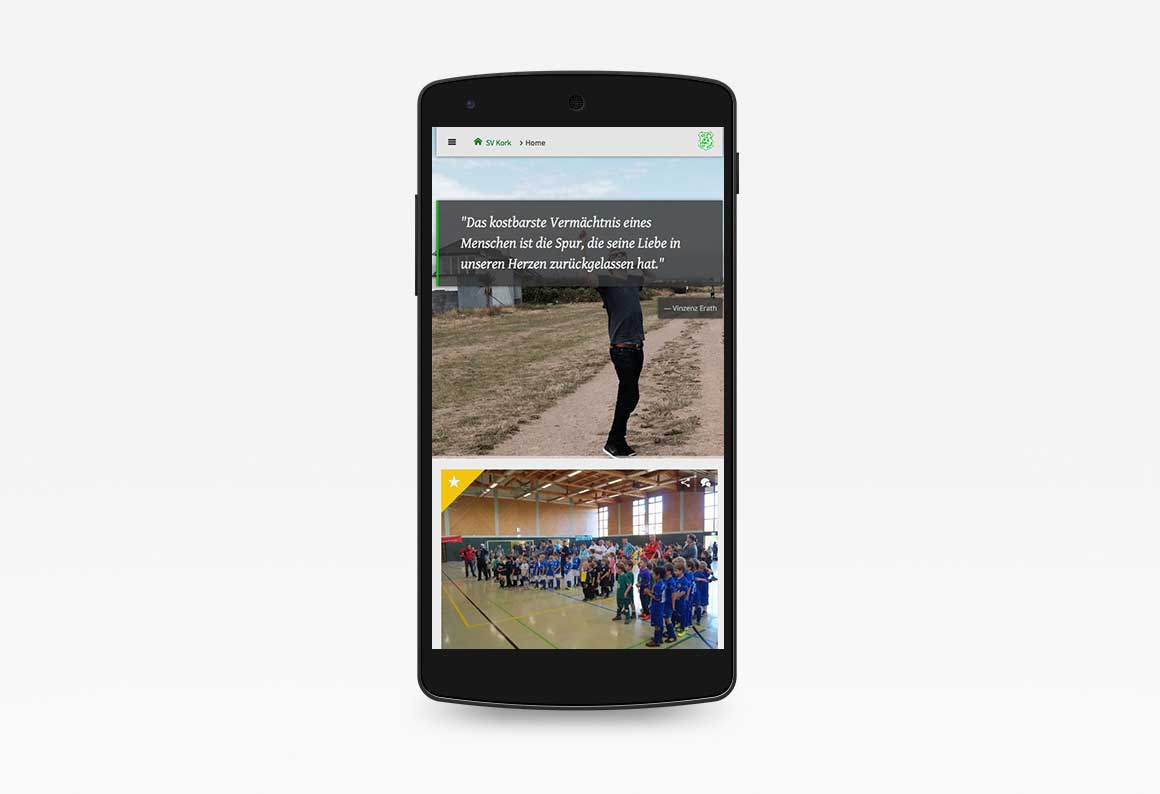 SV Kork > Home
"Das kostbarste Vermächtnis eines
Menschen ist die Spur, die seine Liebe in
unseren Herzen zurückgelassen hat."
— Vinzenz Erath